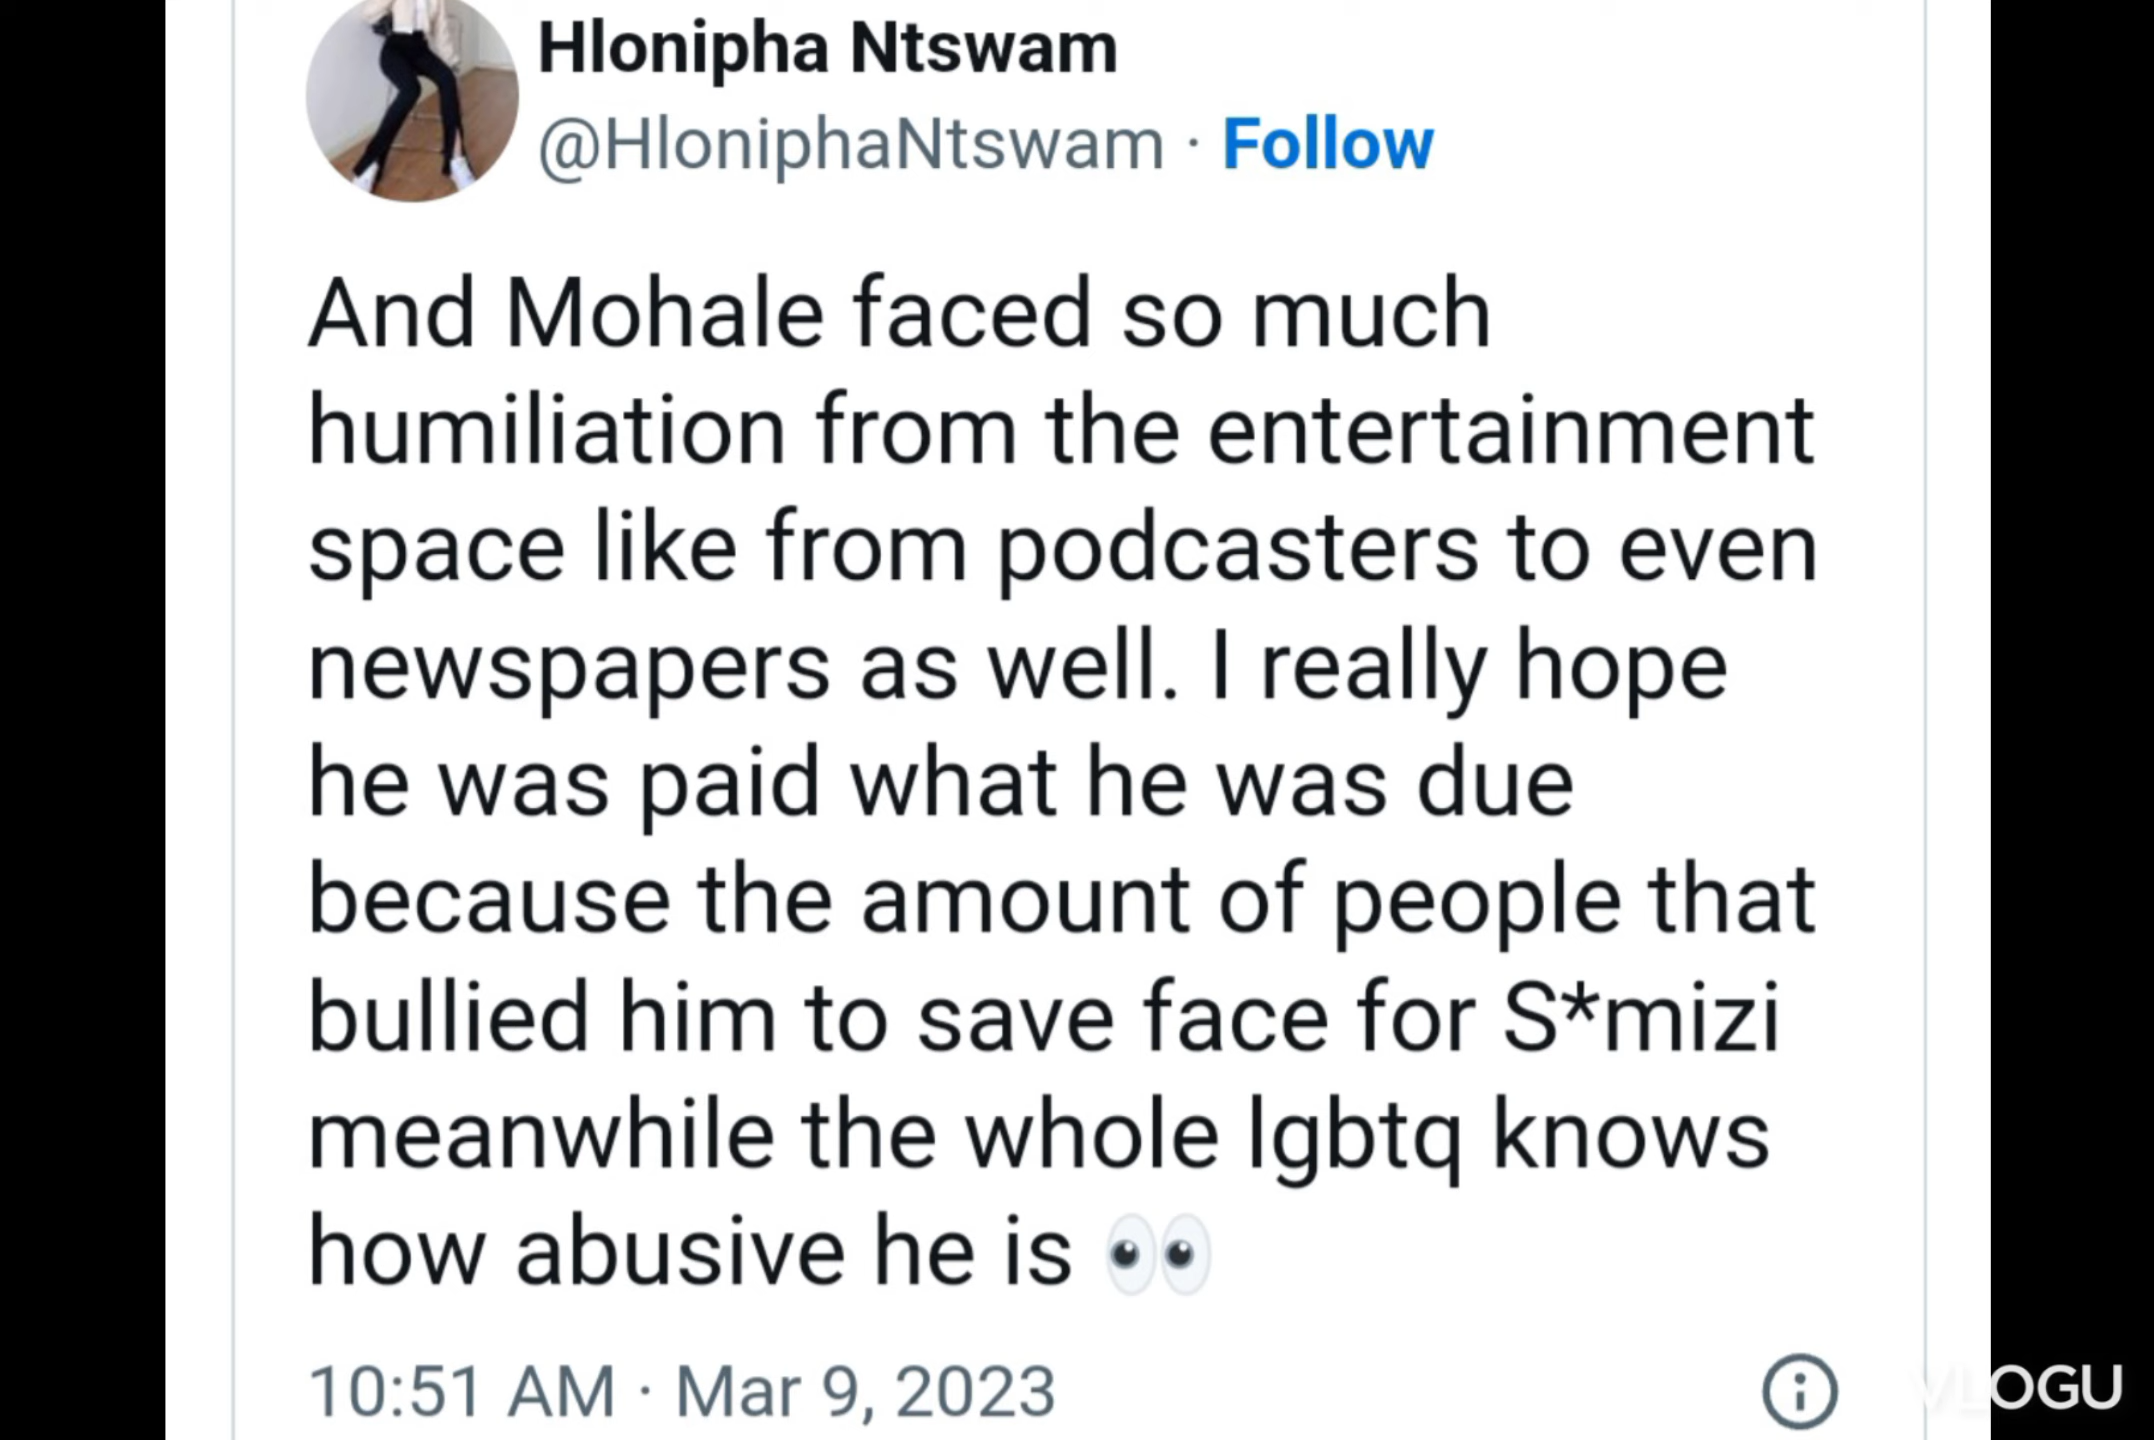 Hlonipha Ntswam
@HloniphaNtswam · Follow
And Mohale faced so much
humiliation from the entertainment
space like from podcasters to even
newspapers as well. I really hope
he was paid what he was due
because the amount of people that
bullied him to save face for S*mizi
meanwhile the whole lgbtq knows
how abusive he is 👀
10:51 AM · Mar 9, 2023
VLOGU